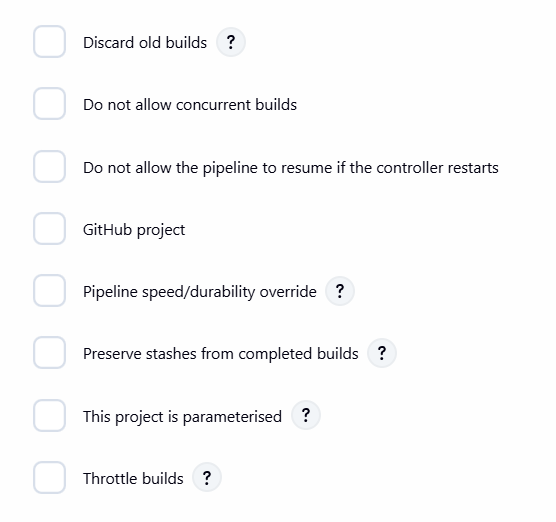 Discard old builds ?
Do not allow concurrent builds
Do not allow the pipeline to resume if the controller restarts
GitHub project
Pipeline speed/durability override ?
Preserve stashes from completed builds ?
This project is parameterised ?
Throttle builds ?